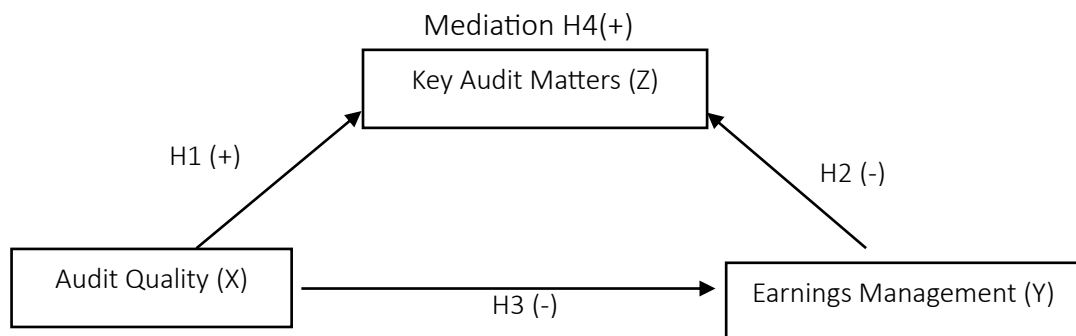 Mediation H4(+)
Key Audit Matters (Z)
H1 (+)
H2 (-)
Audit Quality (X)
H3 (-)
Earnings Management (Y)